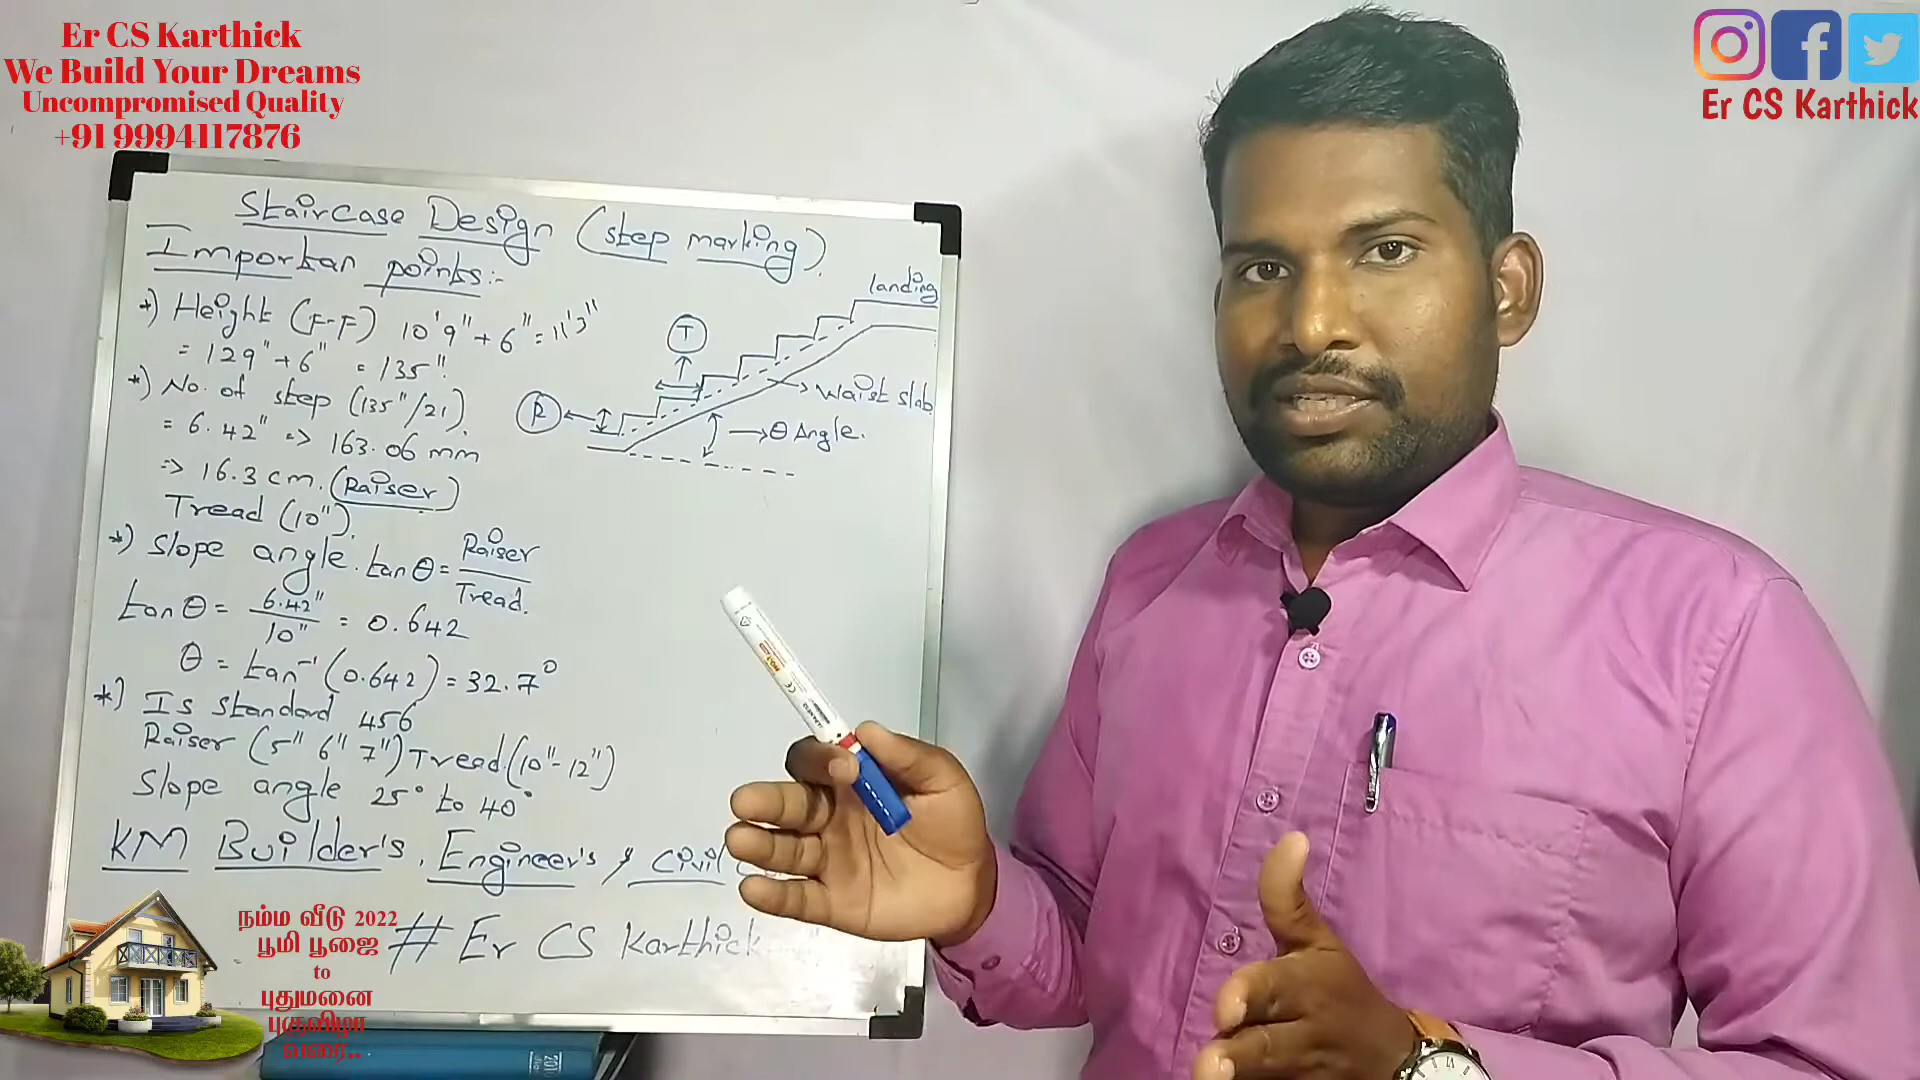 Er CS Karthick
We Build Your Dreams
Uncompromised Quality
+91 9994117876
Er CS Karthick
Staircase Design (step marking).
Importan points:-
*) Height (F-F) 10'9"+6"=11'3"
= 129"+6" = 135".
*) No. of step (135"/21).
= 6.42" => 163.06 mm
=> 16.3 cm. (Raiser)
Tread (10").
*) Slope angle. tan θ = Raiser
Tread.
tan θ = 6.42" = 0.642
10"
θ = tan⁻¹ (0.642) = 32.7°
*) Is standard 456
Raiser (5" 6" 7") Tread.(10"-12")
Slope angle 25° to 40°
landing
T
R
Waist slab
θ Angle.
KM Builder's, Engineer's & Civil
# Er CS Karthick
நம்ம வீடு 2022
பூமி பூஜை
to
புதுமனை
புகுவிழா
வரை..